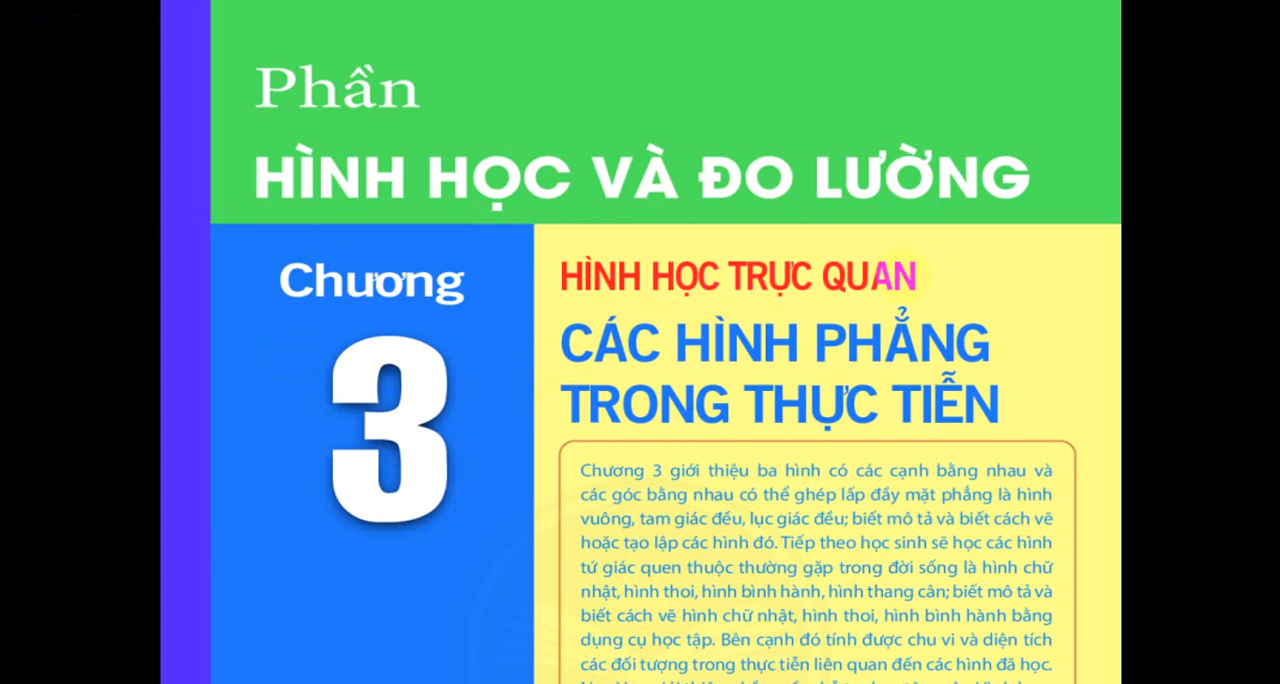 Phần
HÌNH HỌC VÀ ĐO LƯỜNG
Chương
3
HÌNH HỌC TRỰC QUAN
CÁC HÌNH PHẲNG
TRONG THỰC TIỄN
Chương 3 giới thiệu ba hình có các cạnh bằng nhau và
các góc bằng nhau có thể ghép lấp đầy mặt phẳng là hình
vuông, tam giác đều, lục giác đều; biết mô tả và biết cách vẽ
hoặc tạo lập các hình đó. Tiếp theo học sinh sẽ học các hình
tứ giác quen thuộc thường gặp trong đời sống là hình chữ
nhật, hình thoi, hình bình hành, hình thang cân; biết mô tả và
biết cách vẽ hình chữ nhật, hình thoi, hình bình hành bằng
dụng cụ học tập. Bên cạnh đó tính được chu vi và diện tích
các đối tượng trong thực tiễn liên quan đến các hình đã học.